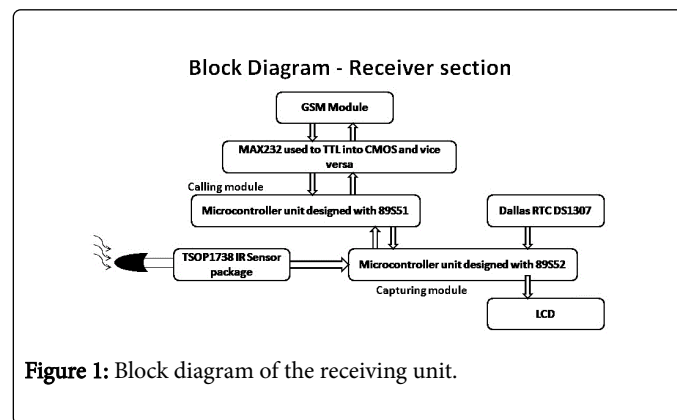 Block Diagram - Receiver section
GSM Module
MAX232 used to TTL into CMOS and vice
versa
Calling module
Microcontroller unit designed with 89S51
Dallas RTC DS1307
TSOP1738 IR Sensor
package
Microcontroller unit designed with 89S52
Capturing module
LCD
Figure 1: Block diagram of the receiving unit.